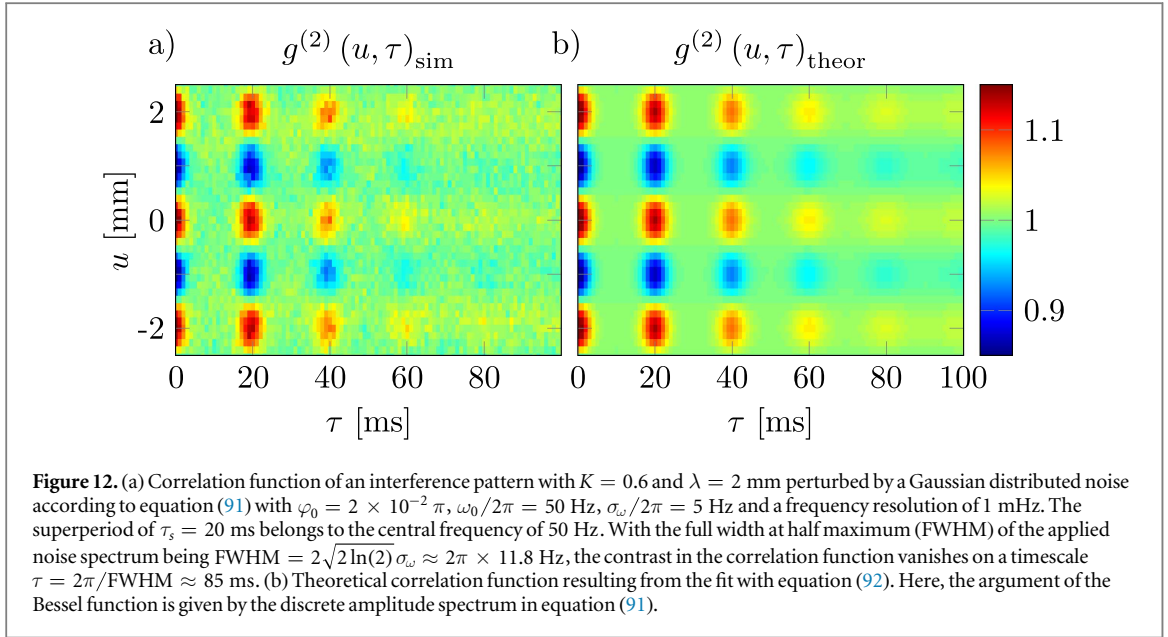 a) g^(2) (u, τ)_sim b) g^(2) (u, τ)_theor
2
0
-2
u [mm]
0 20 40 60 80 0 20 40 60 80 100
τ [ms] τ [ms]
1.1
1
0.9
Figure 12. (a) Correlation function of an interference pattern with K = 0.6 and λ = 2 mm perturbed by a Gaussian distributed noise
according to equation (91) with φ₀ = 2 × 10⁻² π, ω₀/2π = 50 Hz, σ_ω/2π = 5 Hz and a frequency resolution of 1 mHz. The
superperiod of τ_s = 20 ms belongs to the central frequency of 50 Hz. With the full width at half maximum (FWHM) of the applied
noise spectrum being FWHM = 2√(2 ln(2)) σ_ω ≈ 2π × 11.8 Hz, the contrast in the correlation function vanishes on a timescale
τ = 2π/FWHM ≈ 85 ms. (b) Theoretical correlation function resulting from the fit with equation (92). Here, the argument of the
Bessel function is given by the discrete amplitude spectrum in equation (91).